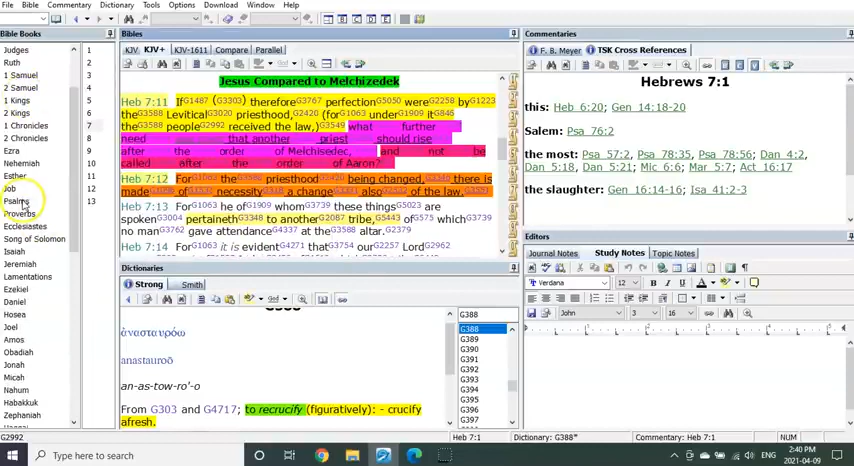 File Bible Commentary Dictionary Tools Options Download Window Help
Bible Books
Judges
Ruth
1 Samuel
2 Samuel
1 Kings
2 Kings
1 Chronicles
2 Chronicles
Ezra
Nehemiah
Esther
Job
Psalms
Proverbs
Ecclesiastes
Song of Solomon
Isaiah
Jeremiah
Lamentations
Ezekiel
Daniel
Hosea
Joel
Amos
Obadiah
Jonah
Micah
Nahum
Habakkuk
Zephaniah
Haggai
1
2
3
4
5
6
7
8
9
10
11
12
13
Bibles
KJV KJV+ KJV-1611 Compare Parallel
Jesus Compared to Melchizedek
Heb 7:11 If G1487 (G3303) therefore G3767 perfection G5050 were G2258 by G1223
the G3588 Levitical G3020 priesthood, G2420 (for G1063 under G1909 it G846
the G3588 people G2992 received the law,) G3549 what further
need that another priest should rise
after the order of Melchisedec, and not be
called after the order of Aaron?
Heb 7:12 For the priesthood being changed, there is
made of necessity a change also of the law.
Heb 7:13 For G1063 he of G1909 whom G3739 these things G5023 are
spoken G3004 pertaineth G3348 to another G2087 tribe, G5443 of G575 which G3739
no man G3762 gave attendance G4337 at the G3588 altar. G2379
Heb 7:14 For G1063 it is evident G4271 that G3754 our G2257 Lord G2962
Dictionaries
Strong Smith
G388
G388
ἀνασταυρόω
anastauroō
an-as-tow-ro'-o
From G303 and G4717; to recrucify (figuratively): - crucify
afresh.
G388
G389
G390
G391
G392
G393
G394
G395
G396
G397
Commentaries
F. B. Meyer TSK Cross References
Hebrews 7:1
this: Heb 6:20; Gen 14:18-20
Salem: Psa 76:2
the most: Psa 57:2, Psa 78:35, Psa 78:56; Dan 4:2,
Dan 5:18, Dan 5:21; Mic 6:6; Mar 5:7; Act 16:17
the slaughter: Gen 16:14-16; Isa 41:2-3
Editors
Journal Notes Study Notes Topic Notes
Verdana 12
John 3 16
G2992
Heb 7:1 Dictionary: G388* Commentary: Heb 7:1 NUM
Type here to search
2:40 PM
2021-04-09